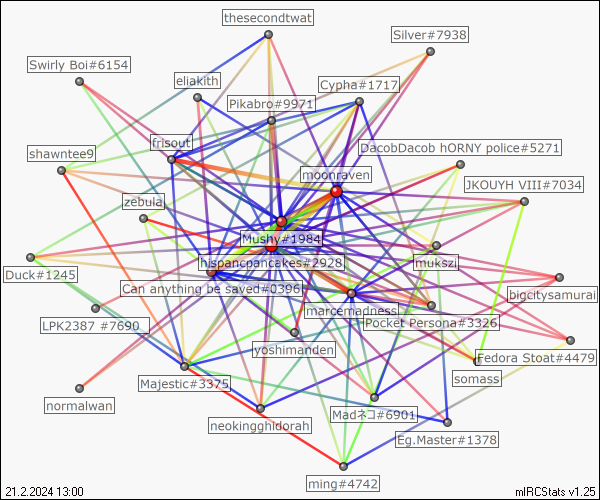 thesecondtwat
Silver#7938
Swirly Boi#6154
eliakith
Cypha#1717
Pikabro#9971
frisout
DacobDacob hORNY police#5271
shawntee9
moonraven
JKOUYH VIII#7034
zebula
Mushy#1984
hispancpancakes#2928
mukszi
Duck#1245
Can anything be saved#0396
bigcitysamurai
marcemadness
LPK2387 #7690
Pocket Persona#3326
yoshimanden
Fedora Stoat#4479
Majestic#3375
somass
normalwan
neokingghidorah
Madネコ#6901
Eg.Master#1378
ming#4742
21.2.2024 13:00
mIRCStats v1.25